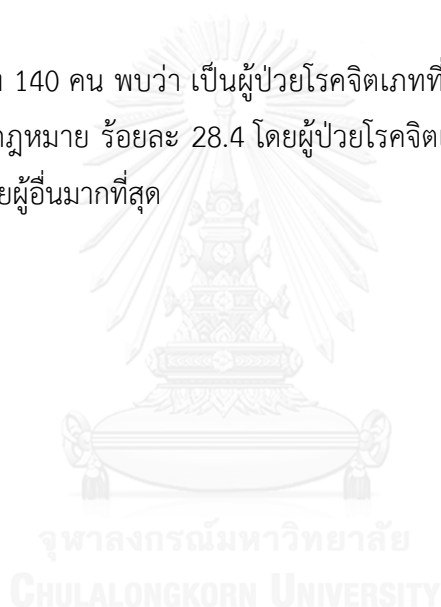 140 คน พบว่า เป็นผู้ป่วยโรคจิตเภทที่
กฎหมาย ร้อยละ 28.4 โดยผู้ป่วยโรคจิต
ผู้อื่นมากที่สุด
จุฬาลงกรณ์มหาวิทยาลัย
CHULALONGKORN UNIVERSITY